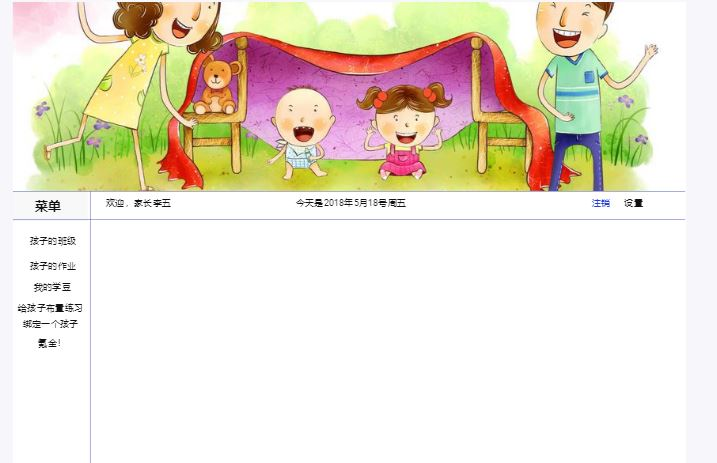 菜单
欢迎，家长李五
今天是2018年5月18号周五
注销
设置
孩子的班级
孩子的作业
我的学豆
给孩子布置练习
绑定一个孩子
氪金!